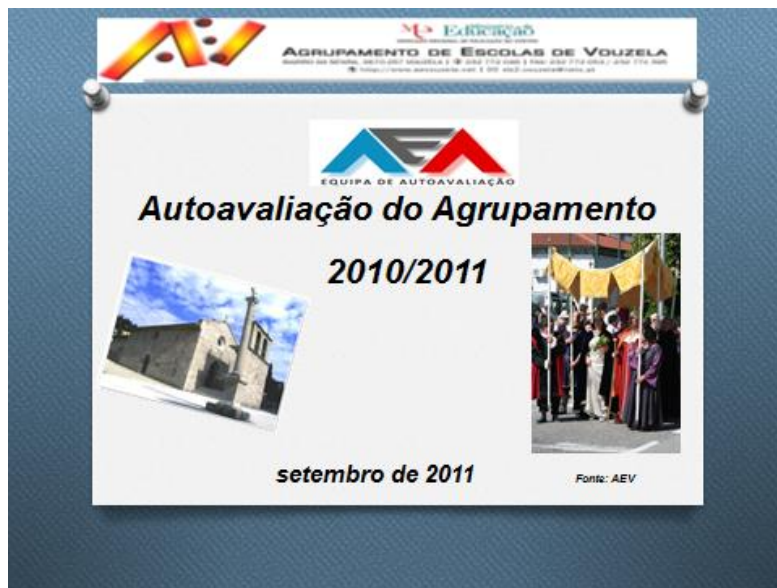 Educação
AGRUPAMENTO DE ESCOLAS DE VOUZELA
EQUIPA DE AUTOAVALIAÇÃO
Autoavaliação do Agrupamento
2010/2011
setembro de 2011
Fonte: AEV